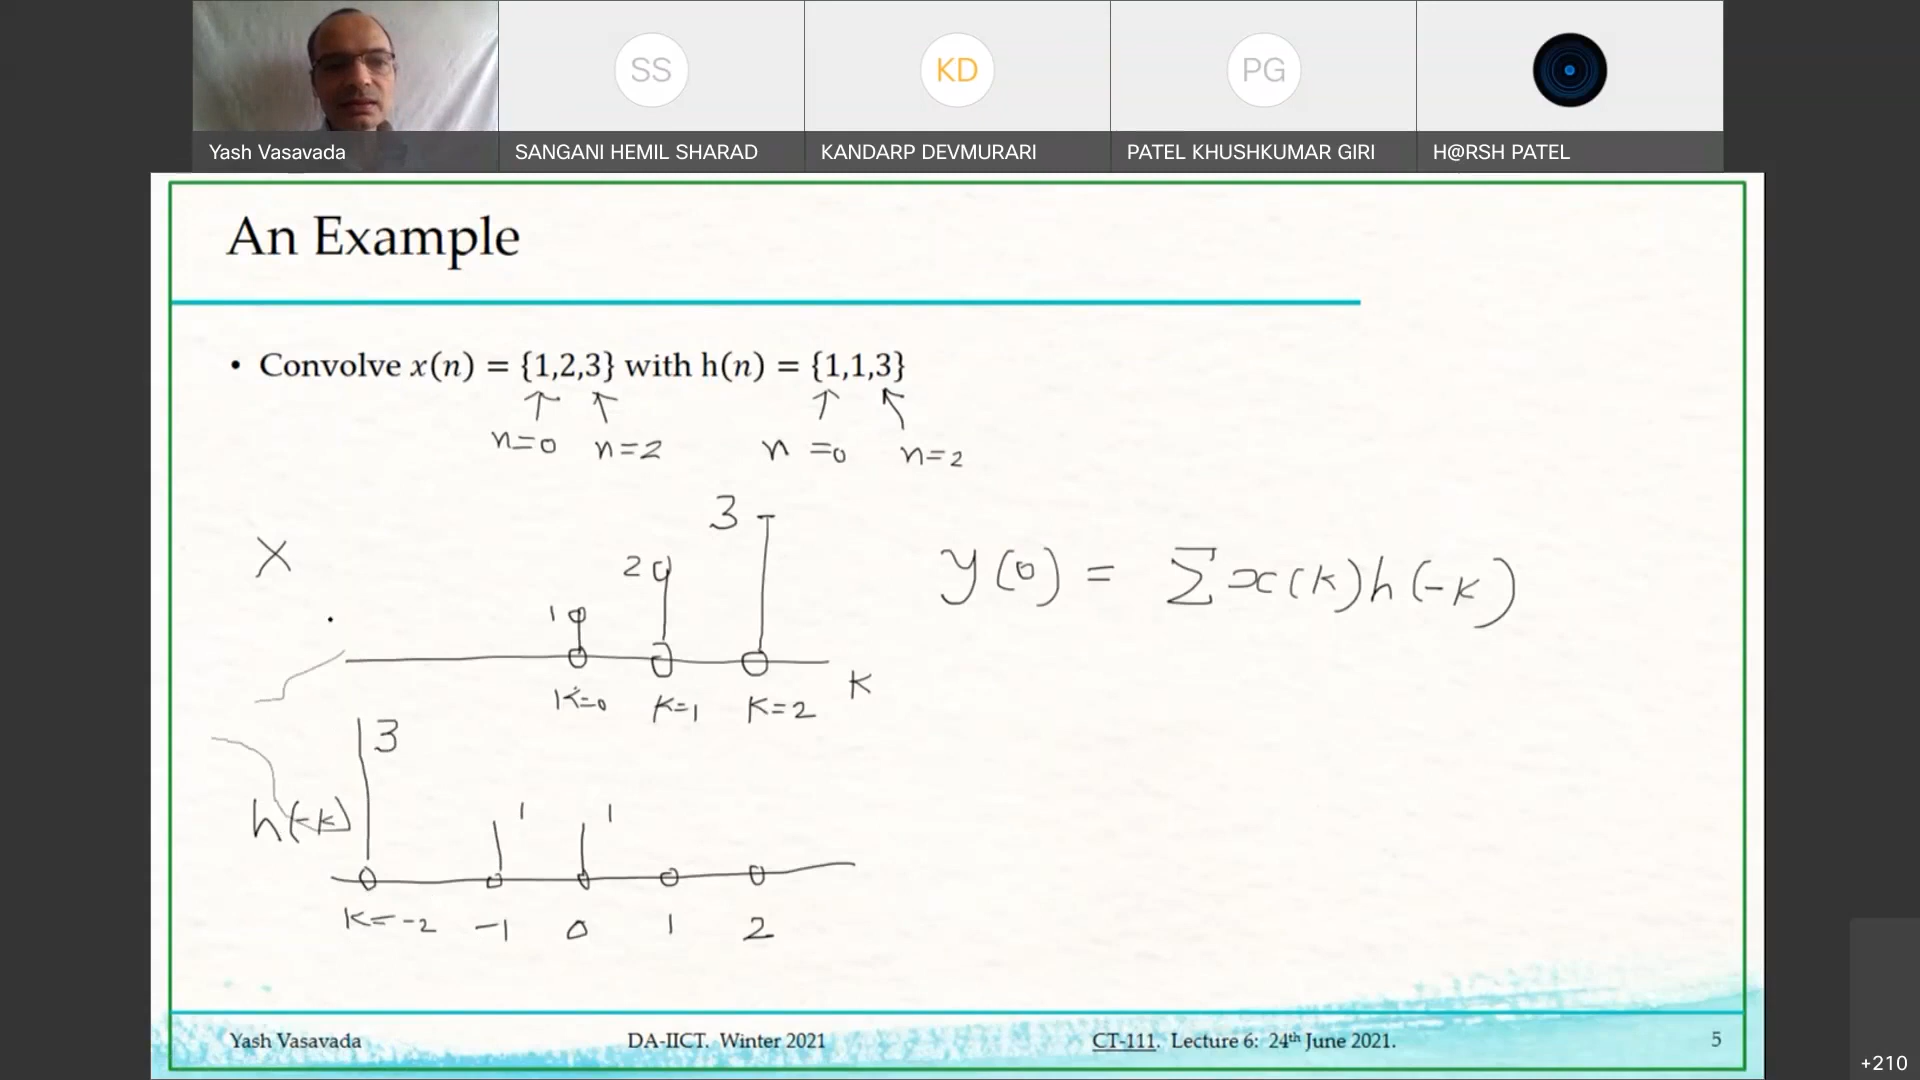 SS
KD
PG
Yash Vasavada
SANGANI HEMIL SHARAD
KANDARP DEVMURARI
PATEL KHUSHKUMAR GIRI
H@RSH PATEL
An Example
• Convolve x(n) = {1,2,3} with h(n) = {1,1,3}
n=0 n=2 n=0 n=2
3
X
2
1
y(0) = Σx(k)h(-k)
K=0 K=1 K=2 K
3
h(-k)
1 1
K=-2 -1 0 1 2
Yash Vasavada
DA-IICT. Winter 2021
CT-111. Lecture 6: 24th June 2021.
5
+210